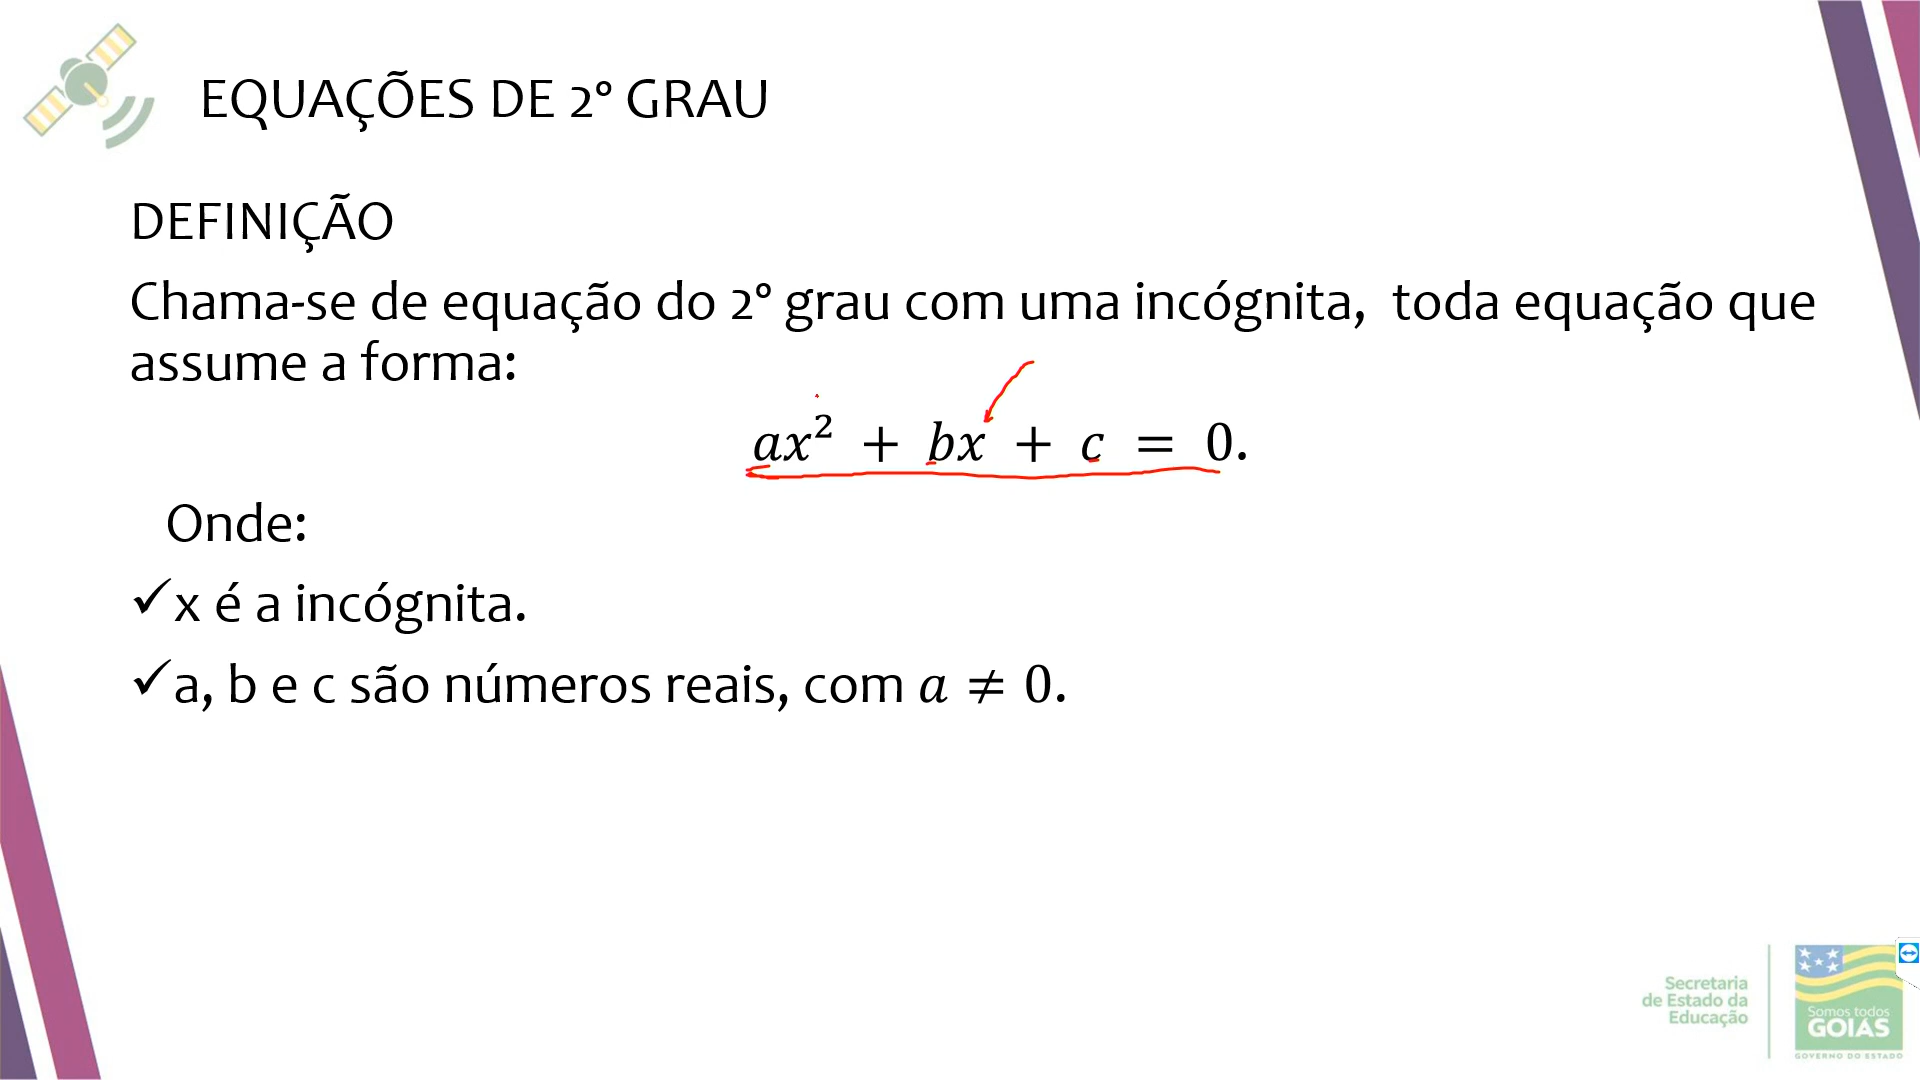 EQUAÇÕES DE 2º GRAU
DEFINIÇÃO
Chama-se de equação do 2º grau com uma incógnita, toda equação que
assume a forma:
ax² + bx + c = 0.
Onde:
✓x é a incógnita.
✓a, b e c são números reais, com a ≠ 0.
Secretaria
de Estado da
Educação
Somos todos
GOIÁS
GOVERNO DO ESTADO